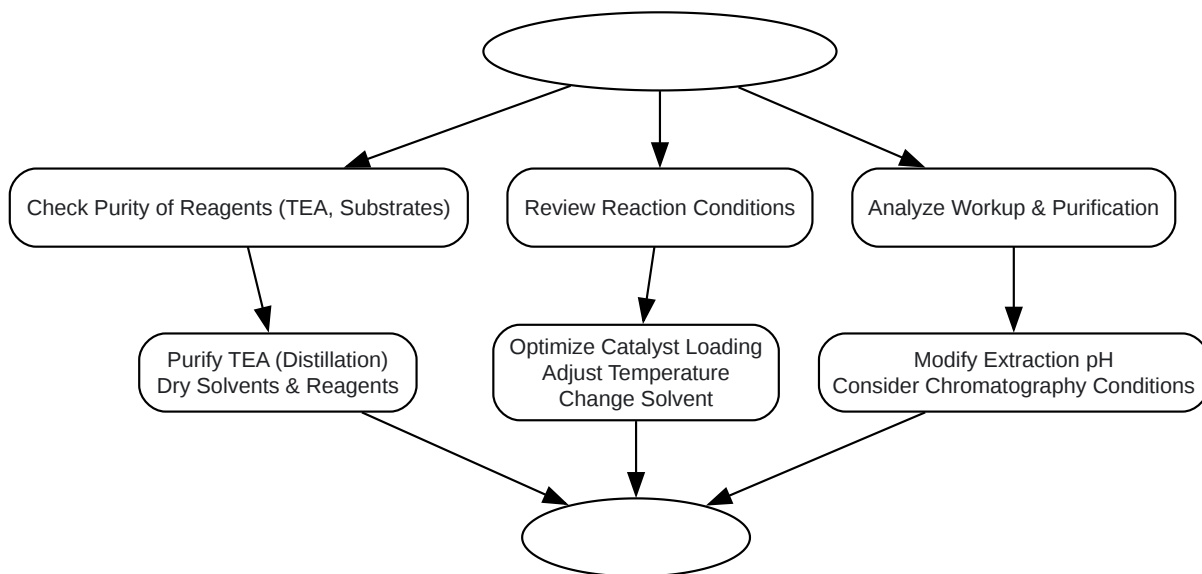 Check Purity of Reagents (TEA, Substrates)
Review Reaction Conditions
Analyze Workup & Purification
Purify TEA (Distillation)
Dry Solvents & Reagents
Optimize Catalyst Loading
Adjust Temperature
Change Solvent
Modify Extraction pH
Consider Chromatography Conditions